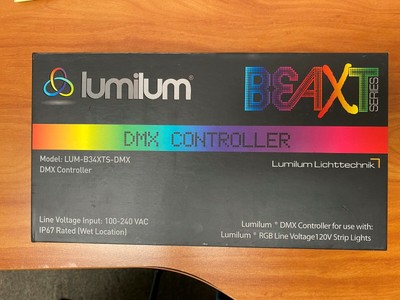 lumilum®
BEAXT
SERIES
DMX CONTROLLER
Model: LUM-B34XTS-DMX
DMX Controller
Lumilum Lichttechnik
Line Voltage Input: 100-240 VAC
IP67 Rated (Wet Location)
Lumilum ® DMX Controller for use with:
Lumilum ® RGB Line Voltage120V Strip Lights